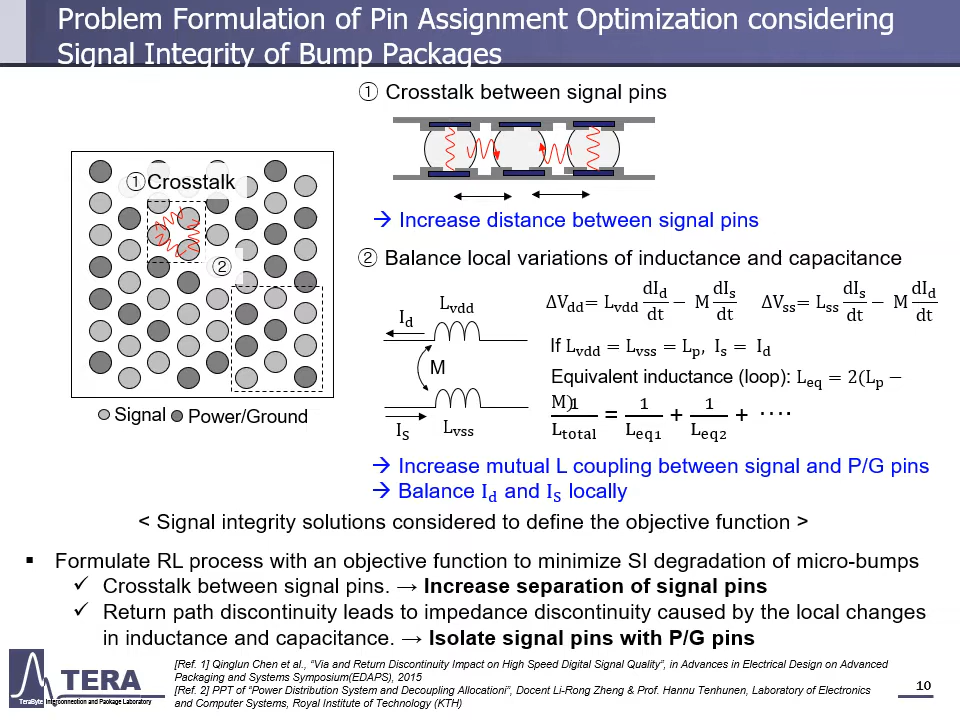 Problem Formulation of Pin Assignment Optimization considering
Signal Integrity of Bump Packages
① Crosstalk between signal pins
①Crosstalk
②
Signal Power/Ground
→ Increase distance between signal pins
② Balance local variations of inductance and capacitance
L_vdd
I_d
M
I_S
L_vss
ΔV_dd= L_vdd dI_d/dt − M dI_s/dt ΔV_ss= L_ss dI_s/dt − M dI_d/dt
If L_vdd = L_vss = L_p, I_s = I_d
Equivalent inductance (loop): L_eq = 2(L_p −
M)
1/L_total = 1/L_eq1 + 1/L_eq2 + ····
→ Increase mutual L coupling between signal and P/G pins
→ Balance I_d and I_S locally
< Signal integrity solutions considered to define the objective function >
▪ Formulate RL process with an objective function to minimize SI degradation of micro-bumps
✓ Crosstalk between signal pins. → Increase separation of signal pins
✓ Return path discontinuity leads to impedance discontinuity caused by the local changes
in inductance and capacitance. → Isolate signal pins with P/G pins
TERA
TeraByte Interconnection and Package Laboratory
[Ref. 1] Qinglun Chen et al., “Via and Return Discontinuity Impact on High Speed Digital Signal Quality”, in Advances in Electrical Design on Advanced
Packaging and Systems Symposium(EDAPS), 2015
[Ref. 2] PPT of “Power Distribution System and Decoupling Allocationi”, Docent Li-Rong Zheng & Prof. Hannu Tenhunen, Laboratory of Electronics
and Computer Systems, Royal Institute of Technology (KTH)
10